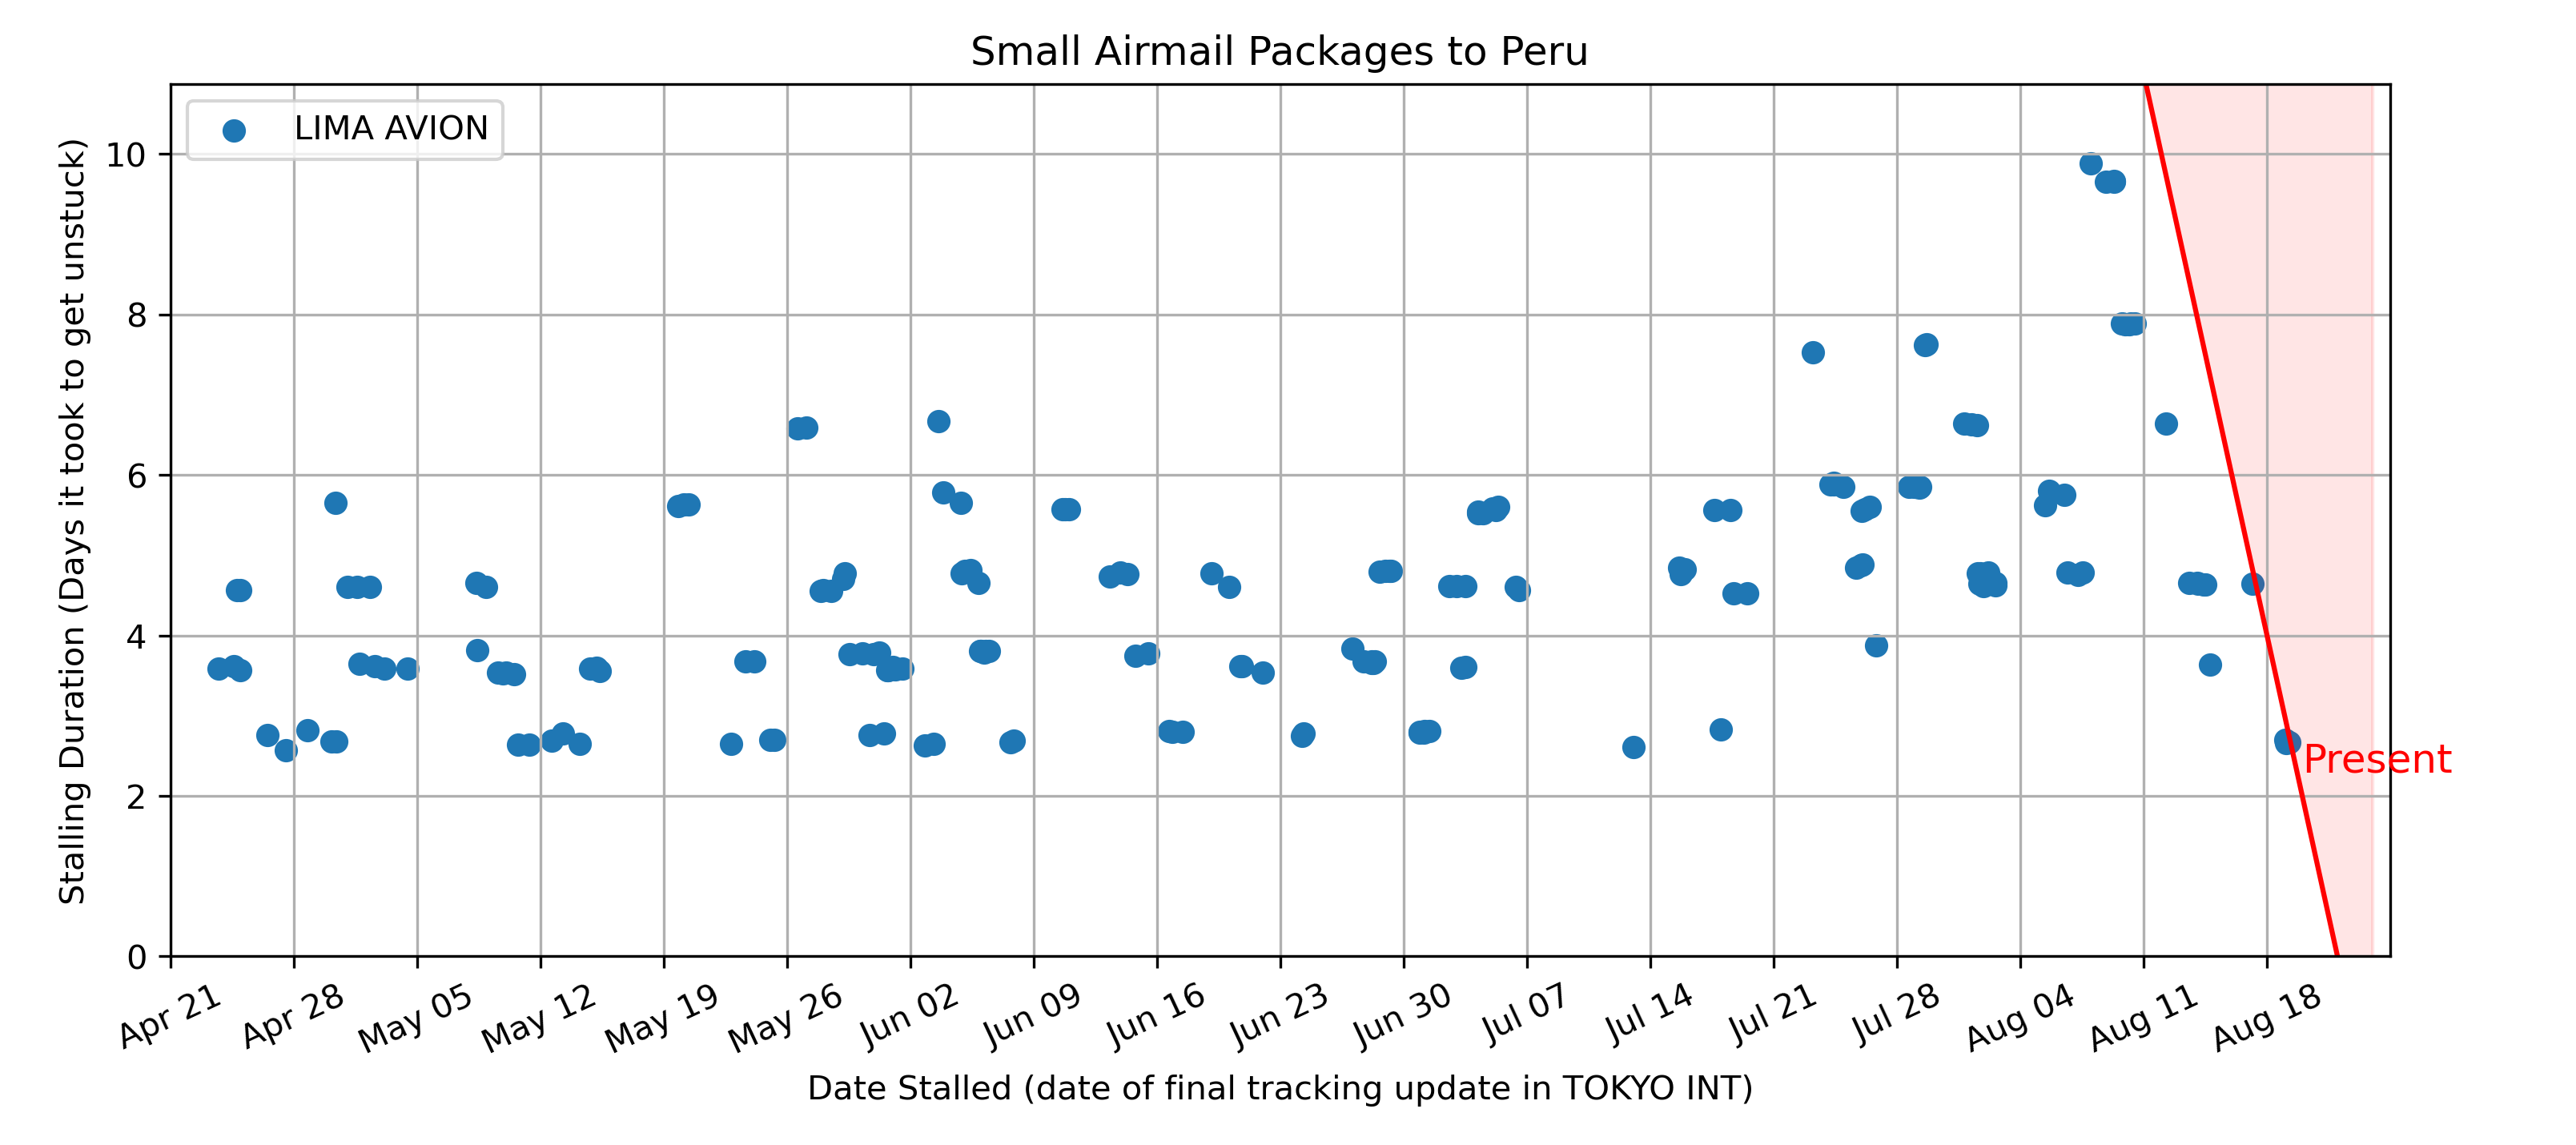 Small Airmail Packages to Peru
LIMA AVION
Stalling Duration (Days it took to get unstuck)
10
8
6
4
2
0
Present
Apr 21
Apr 28
May 05
May 12
May 19
May 26
Jun 02
Jun 09
Jun 16
Jun 23
Jun 30
Jul 07
Jul 14
Jul 21
Jul 28
Aug 04
Aug 11
Aug 18
Date Stalled (date of final tracking update in TOKYO INT)